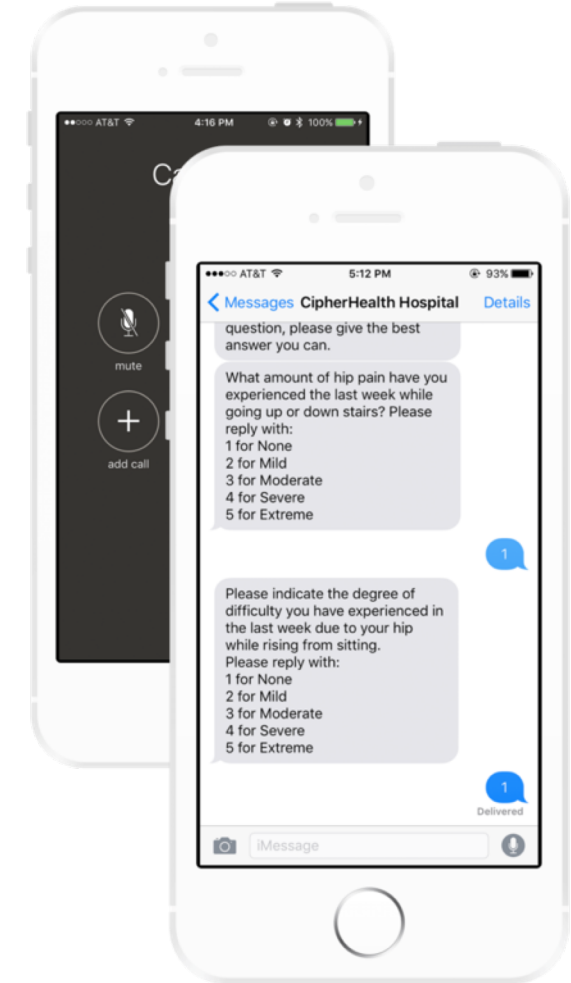 AT&T 4:16 PM 100%
mute
add call
AT&T 5:12 PM 93%
Messages CipherHealth Hospital Details
question, please give the best
answer you can.
What amount of hip pain have you
experienced the last week while
going up or down stairs? Please
reply with:
1 for None
2 for Mild
3 for Moderate
4 for Severe
5 for Extreme
1
Please indicate the degree of
difficulty you have experienced in
the last week due to your hip
while rising from sitting.
Please reply with:
1 for None
2 for Mild
3 for Moderate
4 for Severe
5 for Extreme
1
Delivered
iMessage